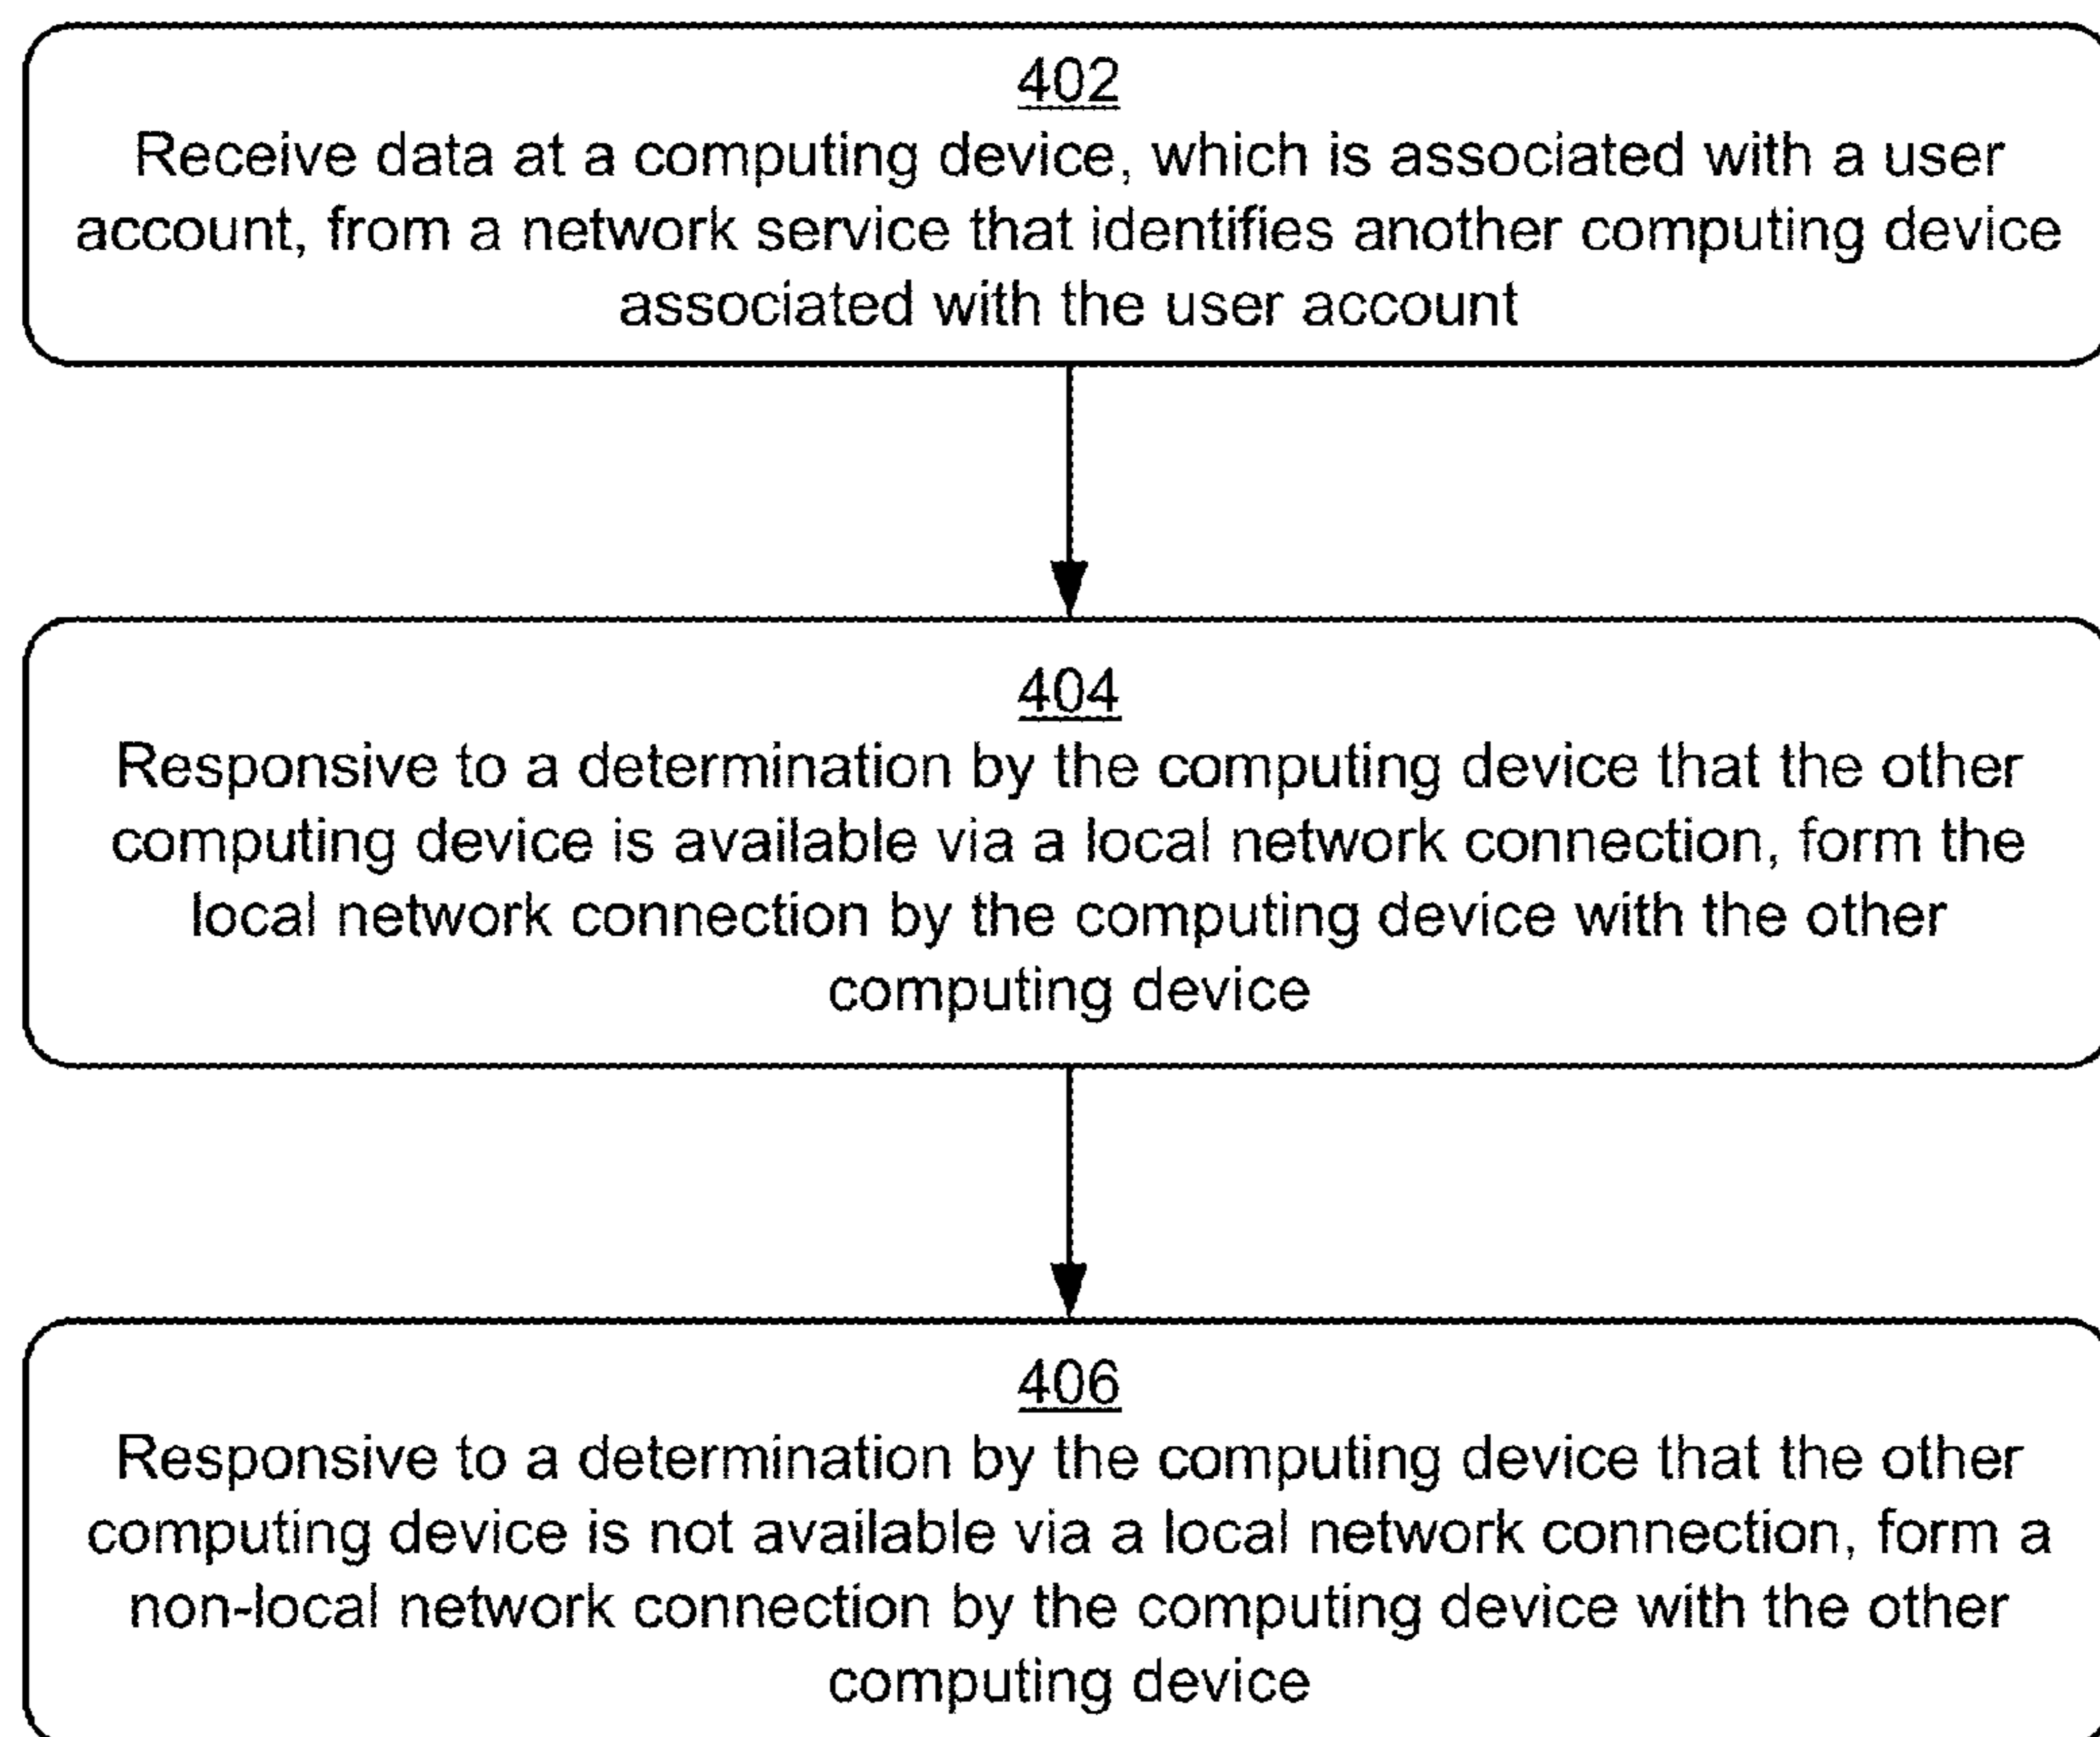 402
Receive data at a computing device, which is associated with a user
account, from a network service that identifies another computing device
associated with the user account
404
Responsive to a determination by the computing device that the other
computing device is available via a local network connection, form the
local network connection by the computing device with the other
computing device
406
Responsive to a determination by the computing device that the other
computing device is not available via a local network connection, form a
non-local network connection by the computing device with the other
computing device